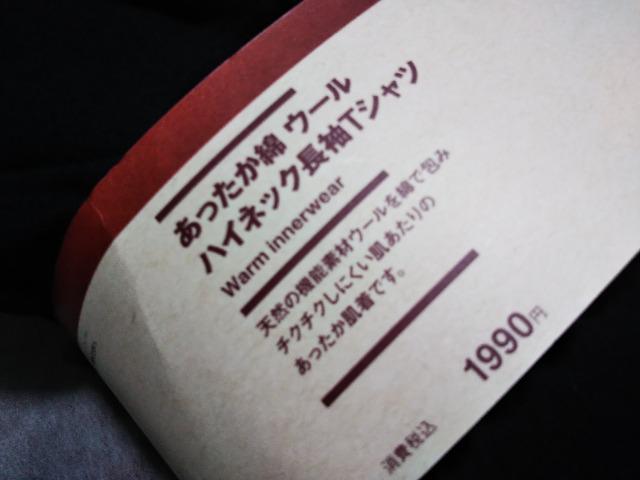 あったか綿 ウール
ハイネック長袖Tシャツ
Warm innerwear
天然の機能素材ウールを綿で包み
チクチクしにくい肌あたりの
あったか肌着です。
1990円
消費税込